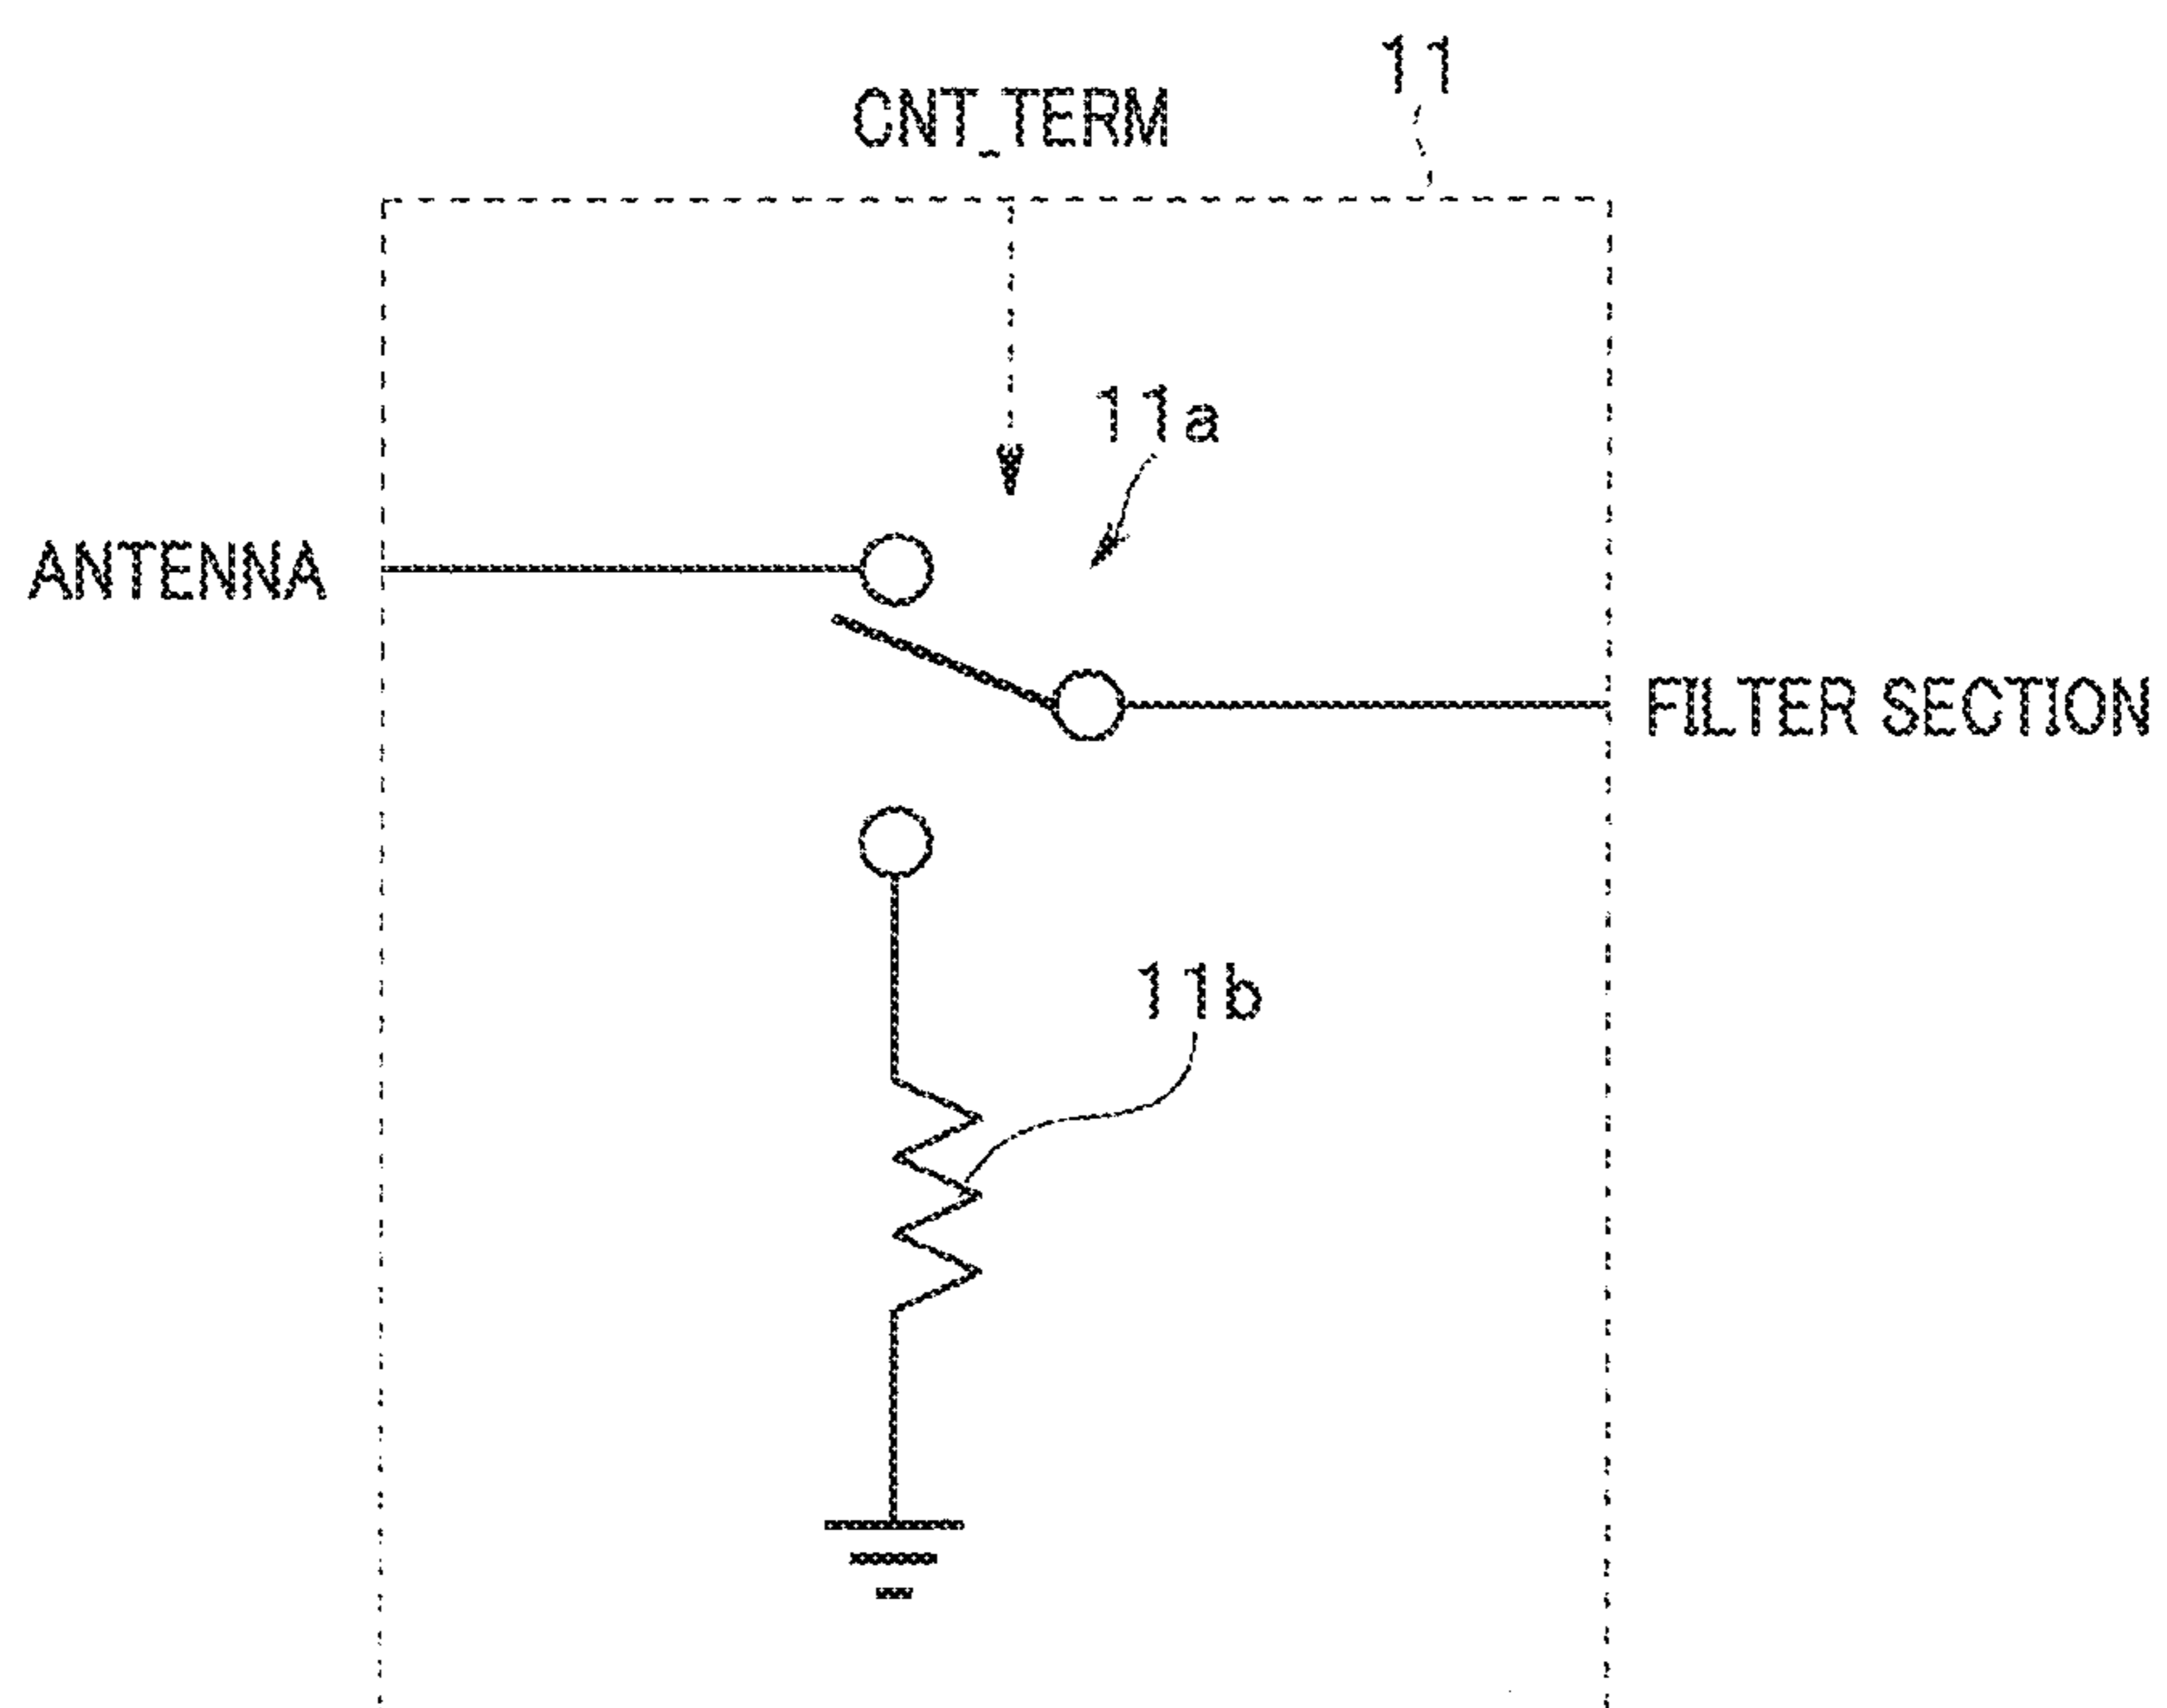 11
CNT_TERM
11a
ANTENNA
FILTER SECTION
11b